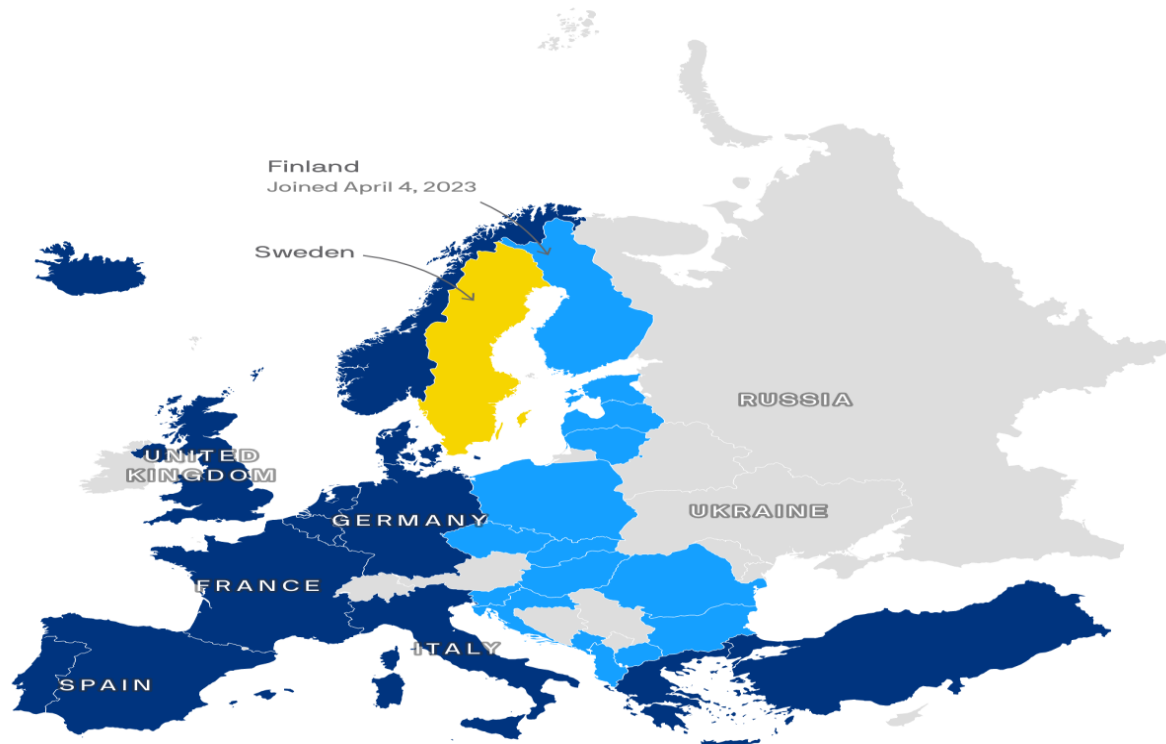 Finland
Joined April 4, 2023
Sweden
RUSSIA
UNITED
KINGDOM
UKRAINE
GERMANY
FRANCE
ITALY
SPAIN